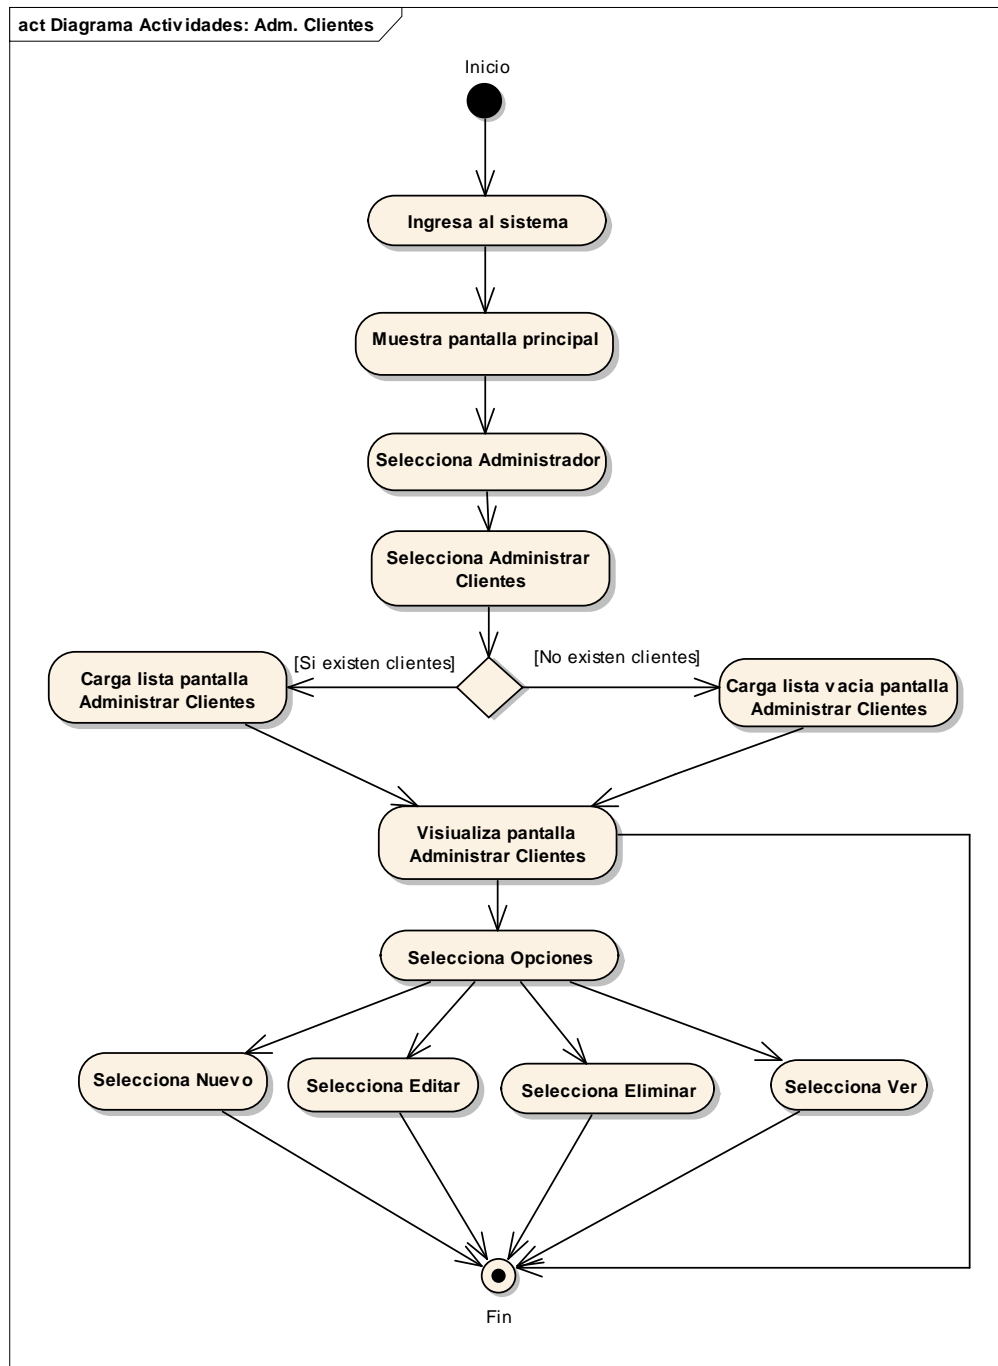 act Diagrama Actividades: Adm. Clientes
Inicio
Ingresa al sistema
Muestra pantalla principal
Selecciona Administrador
Selecciona Administrar
Clientes
[Si existen clientes]
[No existen clientes]
Carga lista pantalla
Administrar Clientes
Carga lista vacia pantalla
Administrar Clientes
Visiualiza pantalla
Administrar Clientes
Selecciona Opciones
Selecciona Nuevo
Selecciona Editar
Selecciona Eliminar
Selecciona Ver
Fin